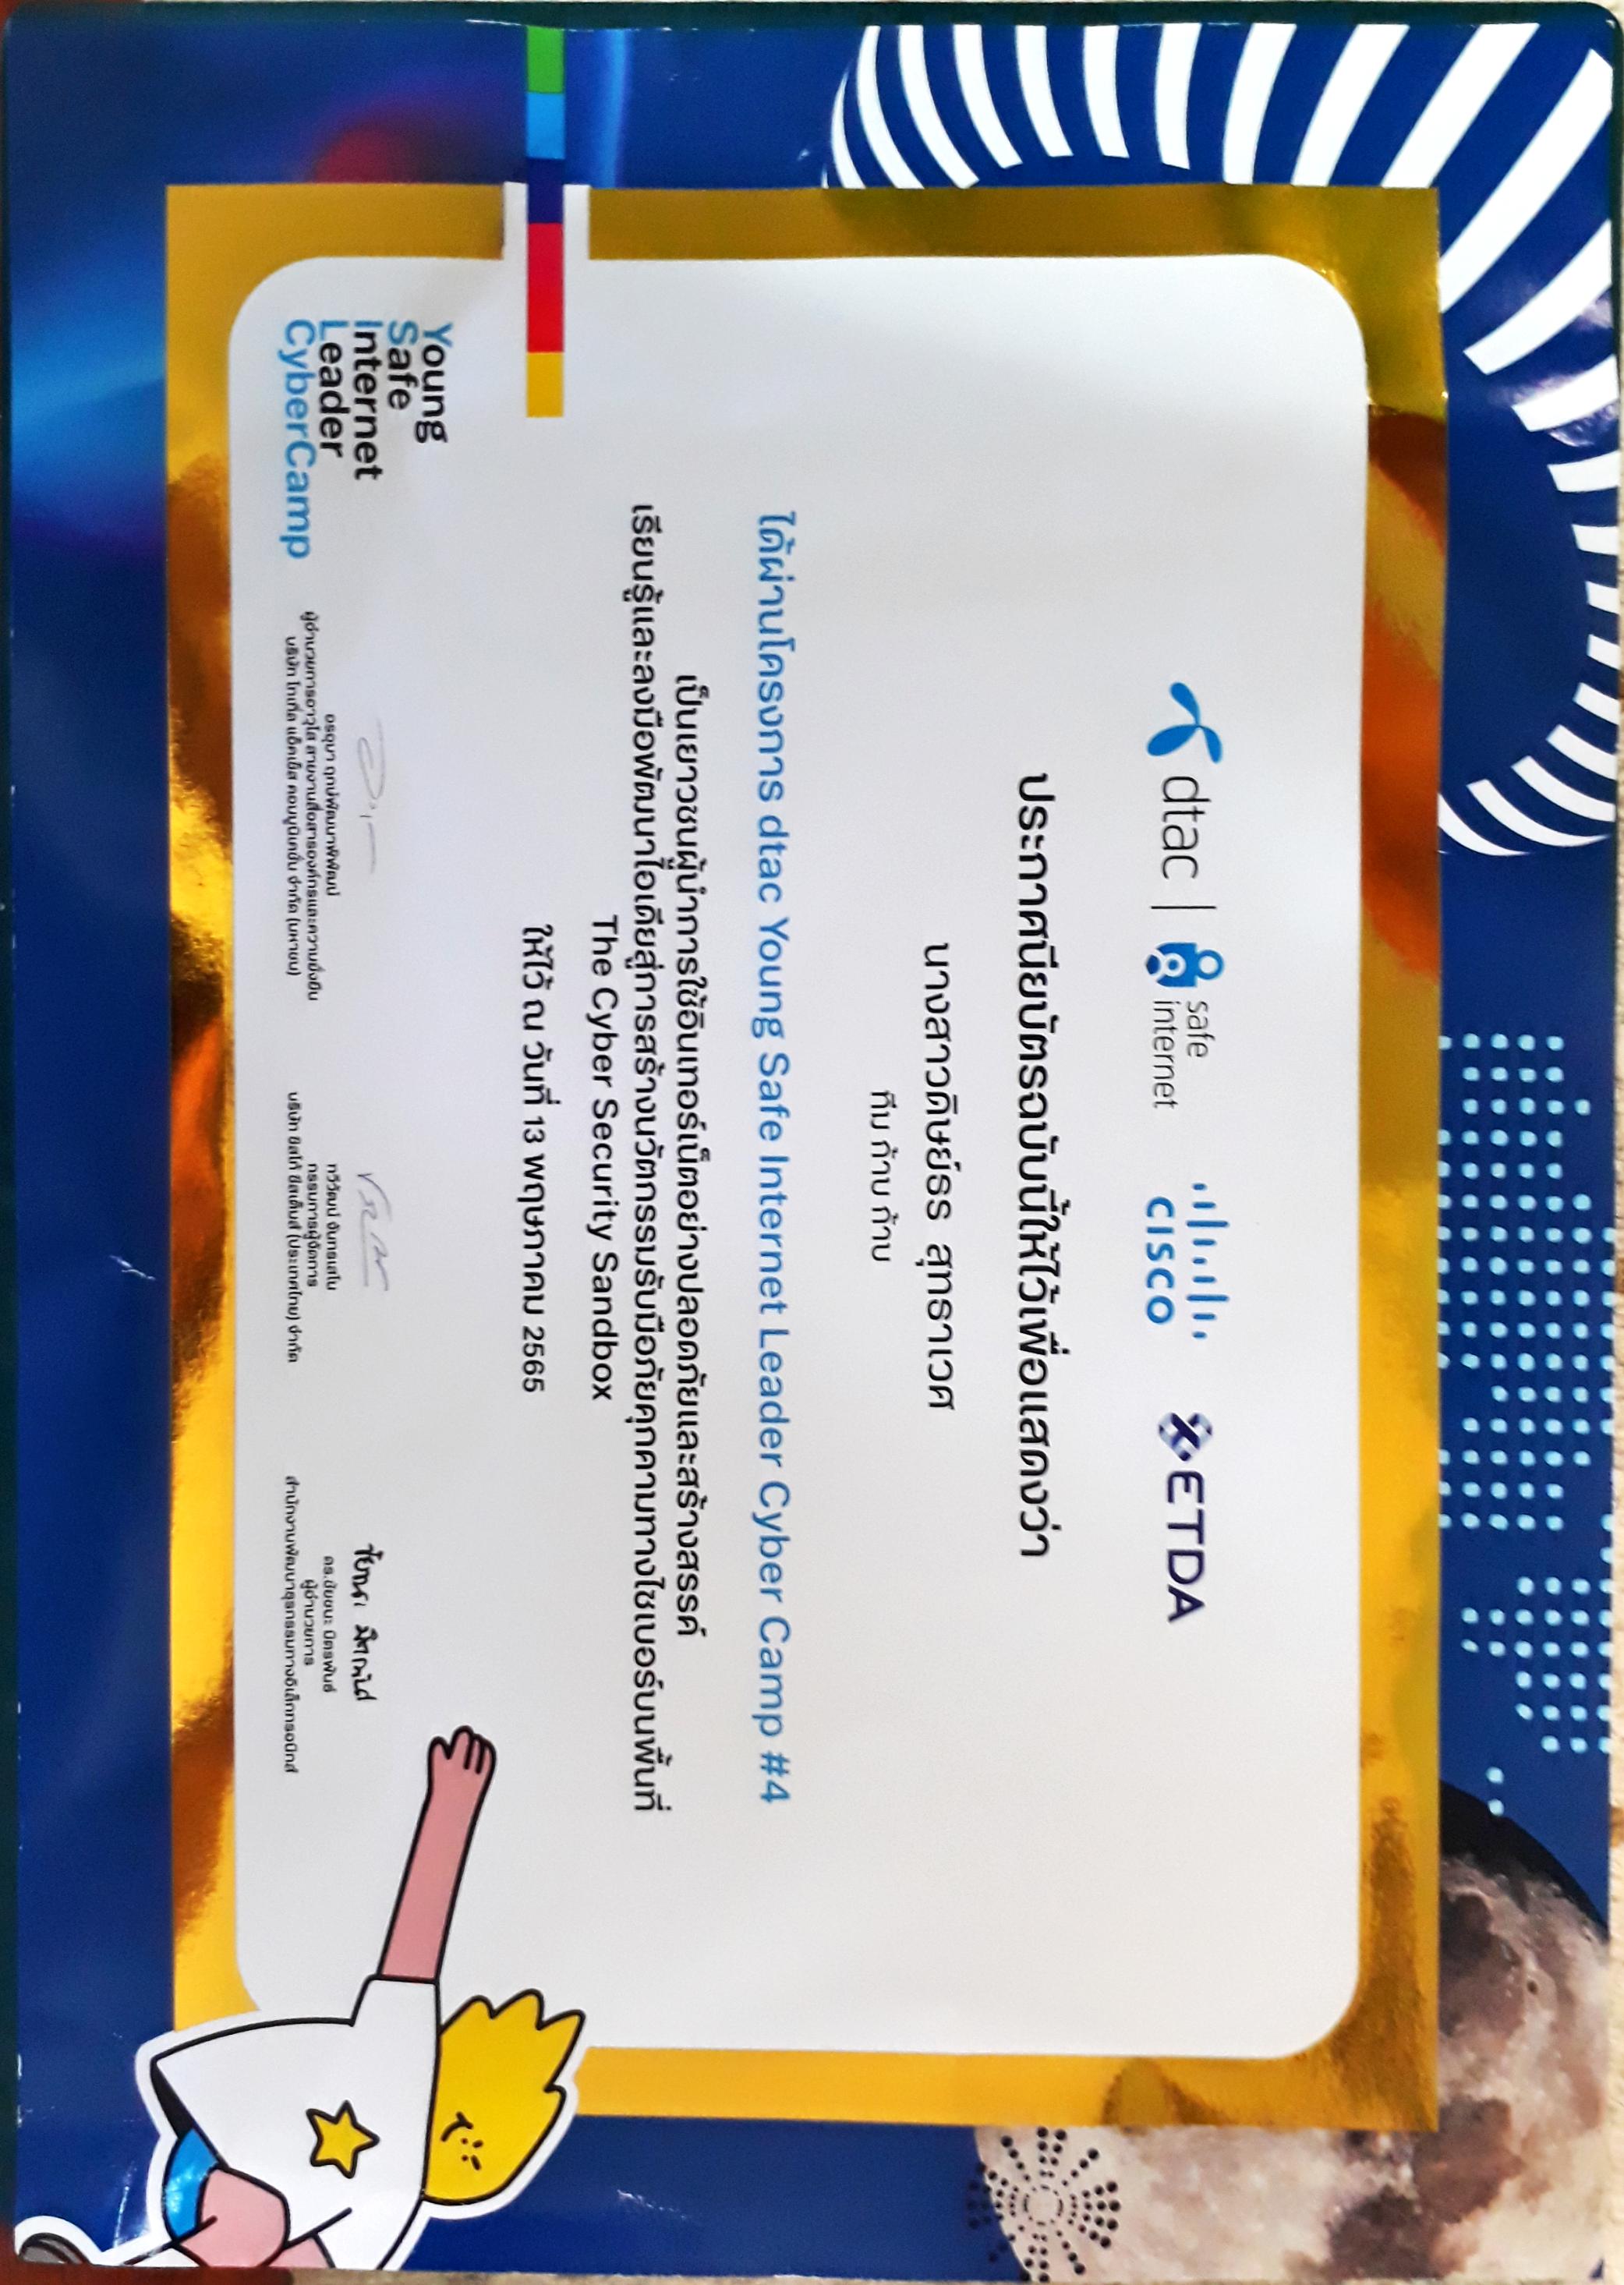 dtac | safe internet CISCO ETDA
ประกาศนียบัตรฉบับนี้ให้ไว้เพื่อแสดงว่า
นางสาวดิษย์ธร สุทธาเวศ
ทีม ก้าบ ก้าบ
ได้ผ่านโครงการ dtac Young Safe Internet Leader Cyber Camp #4
เป็นเยาวชนผู้นำการใช้อินเทอร์เน็ตอย่างปลอดภัยและสร้างสรรค์
เรียนรู้และลงมือพัฒนาไอเดียสู่การสร้างนวัตกรรมรับมือภัยคุกคามทางไซเบอร์บนพื้นที่
The Cyber Security Sandbox
ให้ไว้ ณ วันที่ 13 พฤษภาคม 2565
Young
Safe
Internet
Leader
CyberCamp
อรอุมา ฤกษ์พัฒนาพิพัฒน์
ผู้อำนวยการอาวุโส สายงานสื่อสารองค์กรและความยั่งยืน
บริษัท โทเทิ่ล แอ็คเซ็ส คอมมูนิเคชั่น จำกัด (มหาชน)
ทวีวัฒน์ จันทรเสโน
กรรมการผู้จัดการ
บริษัท ซิสโก้ ซีสเต็มส์ (ประเทศไทย) จำกัด
ดร.ชัยชนะ มิตรพันธ์
ผู้อำนวยการ
สำนักงานพัฒนาธุรกรรมทางอิเล็กทรอนิกส์